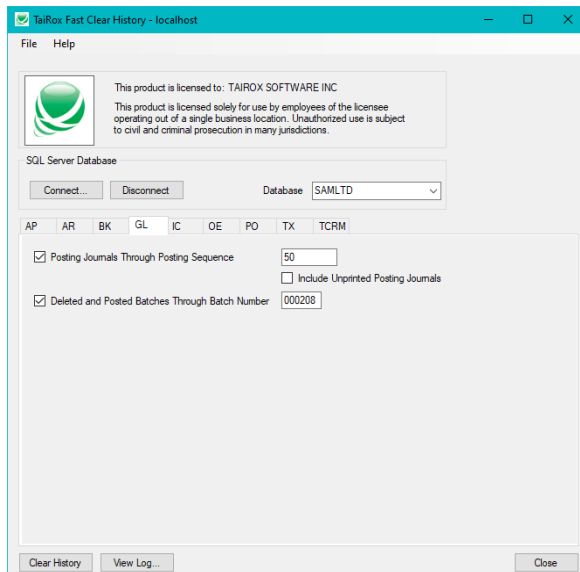 TaiRox Fast Clear History - localhost
File Help
This product is licensed to: TAIROX SOFTWARE INC
This product is licensed solely for use by employees of the licensee
operating out of a single business location. Unauthorized use is subject
to civil and criminal prosecution in many jurisdictions.
SQL Server Database
Connect... Disconnect Database SAMLTD
AP AR BK GL IC OE PO TX TCRM
Posting Journals Through Posting Sequence 50
Include Unprinted Posting Journals
Deleted and Posted Batches Through Batch Number 000208
Clear History View Log... Close